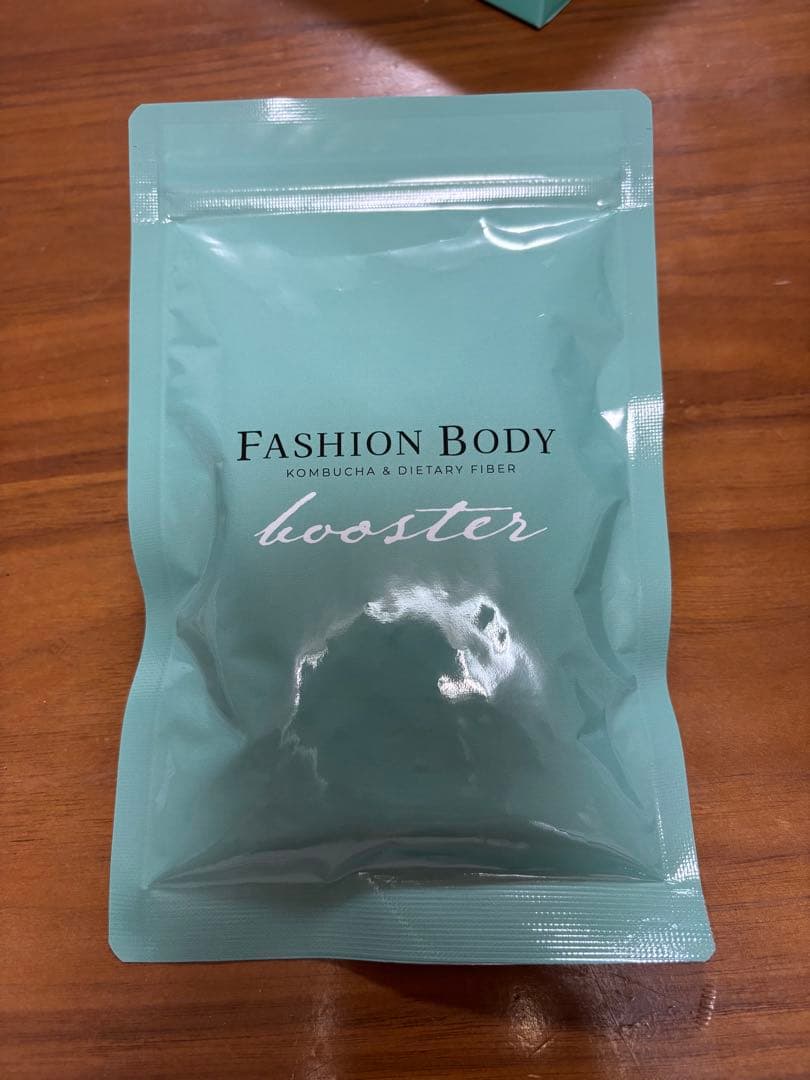 FASHION BODY
KOMBUCHA & DIETARY FIBER
booster